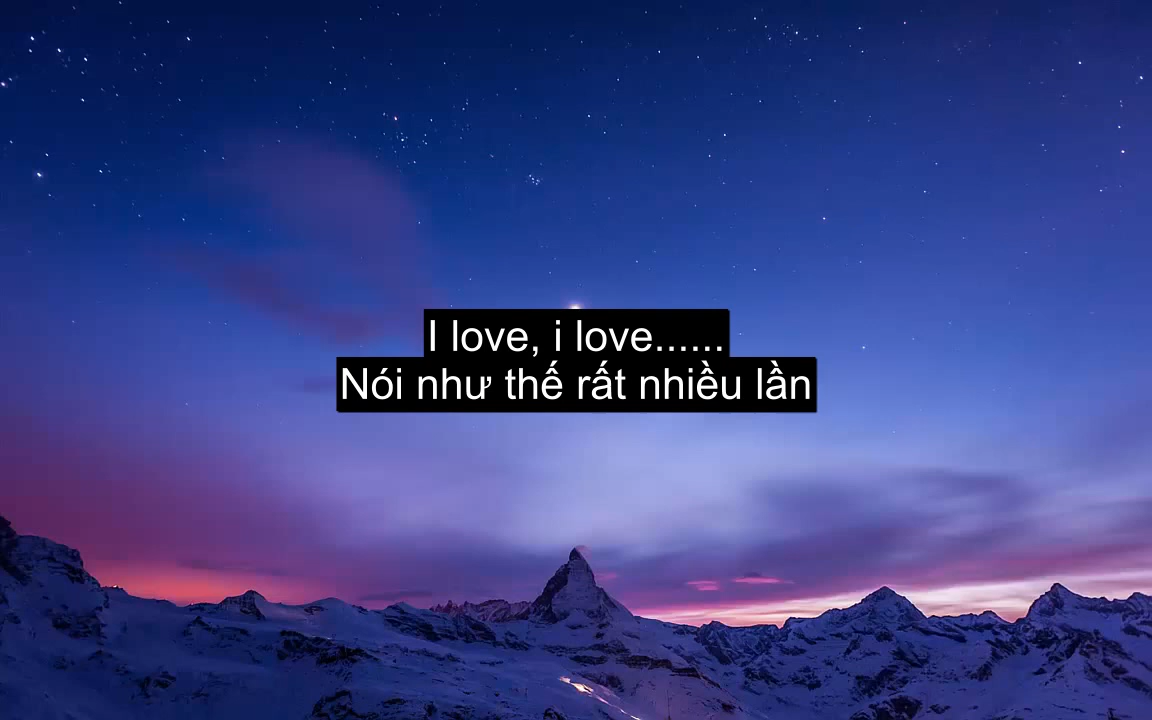 I love, i love......
Nói như thế rất nhiều lần